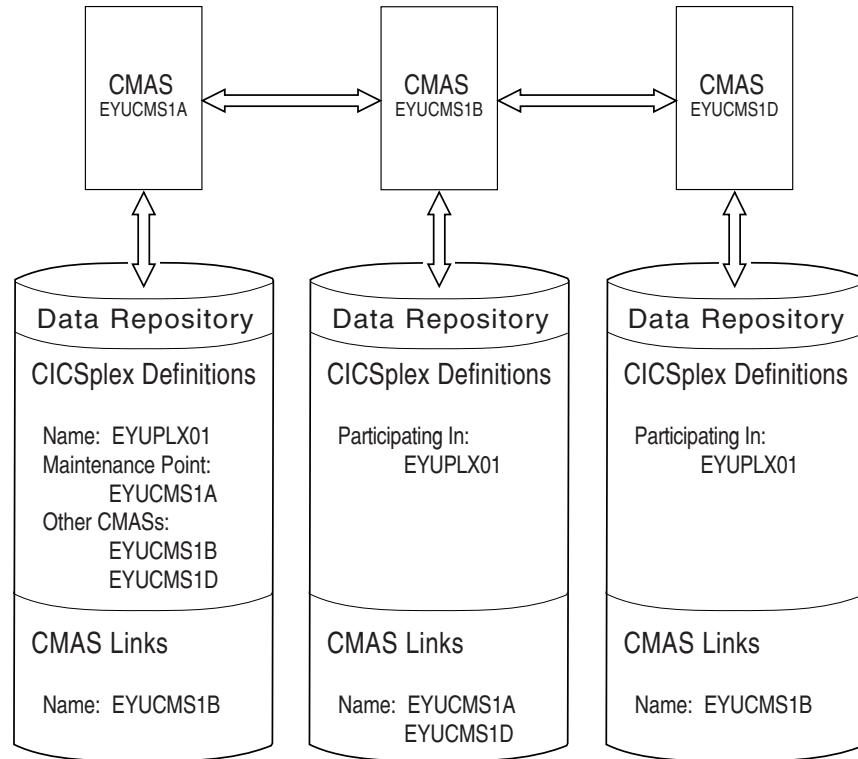 CMAS
EYUCMS1A
CMAS
EYUCMS1B
CMAS
EYUCMS1D
Data Repository
CICSplex Definitions
Name: EYUPLX01
Maintenance Point:
EYUCMS1A
Other CMASs:
EYUCMS1B
EYUCMS1D
CMAS Links
Name: EYUCMS1B
Data Repository
CICSplex Definitions
Participating In:
EYUPLX01
CMAS Links
Name: EYUCMS1A
EYUCMS1D
Data Repository
CICSplex Definitions
Participating In:
EYUPLX01
CMAS Links
Name: EYUCMS1B